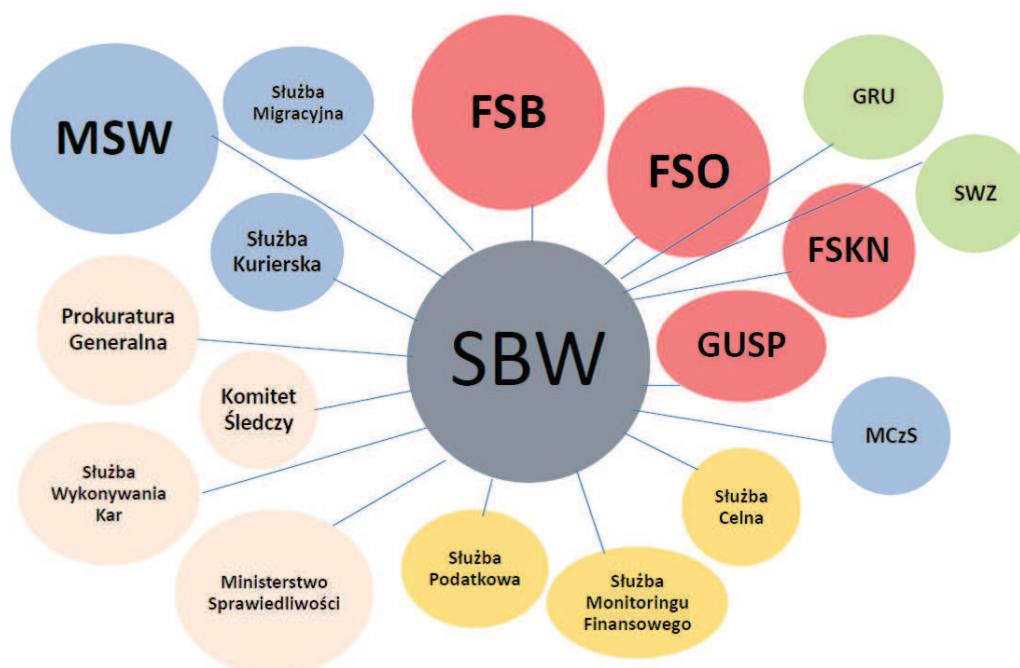 MSW
Służba
Migracyjna
FSB
FSO
GRU
SWZ
FSKN
Służba
Kurierska
SBW
GUSP
Prokuratura
Generalna
Komitet
Śledczy
MCzS
Służba
Wykonywania
Kar
Służba
Celna
Ministerstwo
Sprawiedliwości
Służba
Podatkowa
Służba
Monitoringu
Finansowego